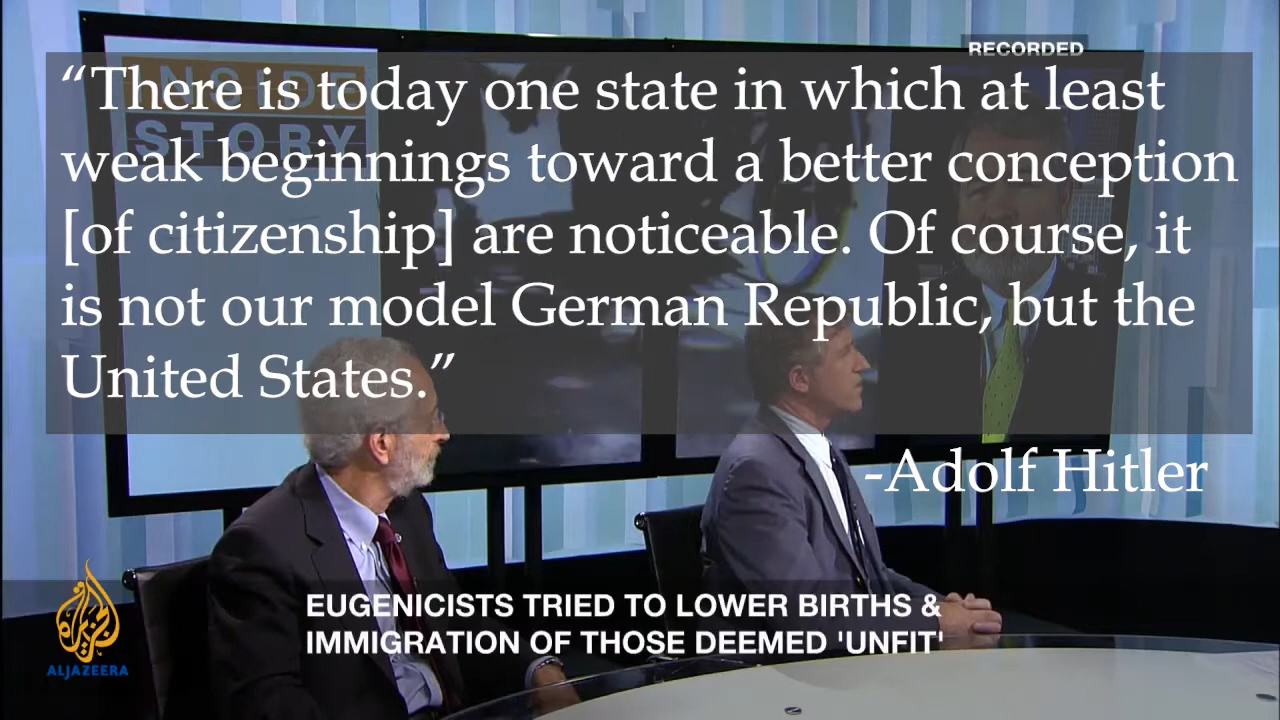 RECORDED
INSIDE
STORY
“There is today one state in which at least
weak beginnings toward a better conception
[of citizenship] are noticeable. Of course, it
is not our model German Republic, but the
United States.”
-Adolf Hitler
EUGENICISTS TRIED TO LOWER BIRTHS &
IMMIGRATION OF THOSE DEEMED 'UNFIT'
ALJAZEERA